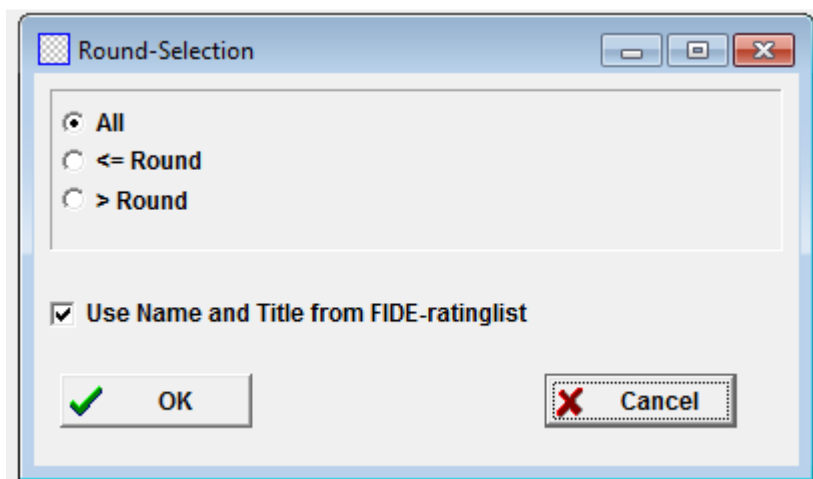 Round-Selection
All
<= Round
> Round
Use Name and Title from FIDE-ratinglist
OK
Cancel